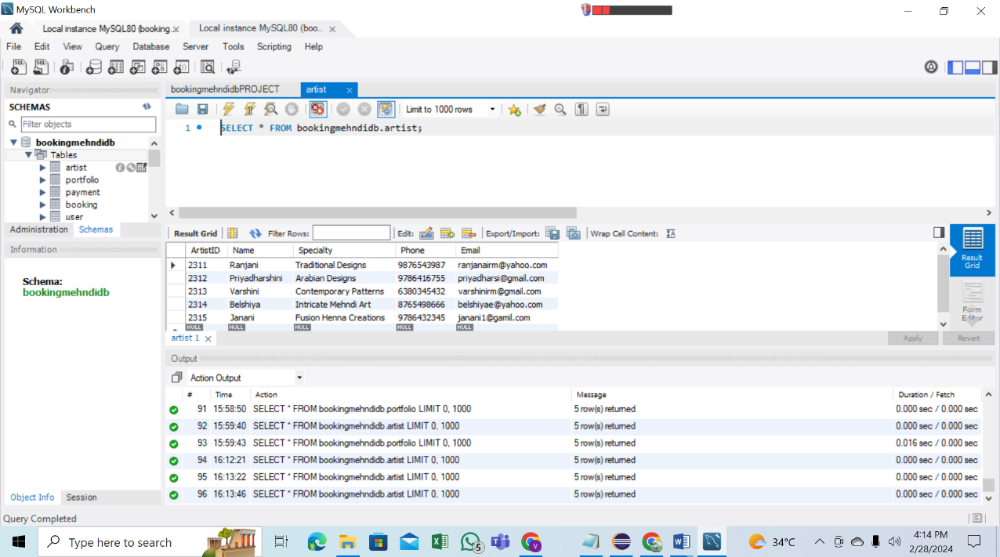 MySQL Workbench
Local instance MySQL80 (booking.x
Local instance MySQL80 (boo... x
File Edit View Query Database Server Tools Scripting Help
Navigator
SCHEMAS
Filter objects
bookingmehndidb
Tables
artist
portfolio
payment
booking
user
Administration Schemas
Information
Schema:
bookingmehndidb
Object Info Session
Query Completed
bookingmehndidbPROJECT artist x
Limit to 1000 rows
1 SELECT * FROM bookingmehndidb.artist;
Result Grid Filter Rows: Edit: Export/Import: Wrap Cell Content: IA
ArtistID Name Specialty Phone Email
2311 Ranjani Traditional Designs 9876543987 ranjanairm@yahoo.com
2312 Priyadharshini Arabian Designs 9786416755 priyadharsi@gmail.com
2313 Varshini Contemporary Patterns 6380345432 varshinirm@gmail.com
2314 Belshiya Intricate Mehndi Art 8765498666 belshiyae@yahoo.com
2315 Janani Fusion Henna Creations 9786432345 janani1@gamil.com
NULL NULL NULL NULL NULL
Result
Grid
Form
Editor
artist 1 x
Apply Revert
Output
Action Output
# Time Action Message Duration / Fetch
91 15:58:50 SELECT * FROM bookingmehndidb.portfolio LIMIT 0, 1000 5 row(s) returned 0.000 sec / 0.000 sec
92 15:59:40 SELECT * FROM bookingmehndidb.artist LIMIT 0, 1000 5 row(s) returned 0.000 sec / 0.000 sec
93 15:59:43 SELECT * FROM bookingmehndidb.portfolio LIMIT 0, 1000 5 row(s) returned 0.016 sec / 0.000 sec
94 16:12:21 SELECT * FROM bookingmehndidb.artist LIMIT 0, 1000 5 row(s) returned 0.000 sec / 0.000 sec
95 16:13:22 SELECT * FROM bookingmehndidb.artist LIMIT 0, 1000 5 row(s) returned 0.000 sec / 0.000 sec
96 16:13:46 SELECT * FROM bookingmehndidb.artist LIMIT 0, 1000 5 row(s) returned 0.000 sec / 0.000 sec
Type here to search
5
34°C
4:14 PM
2/28/2024